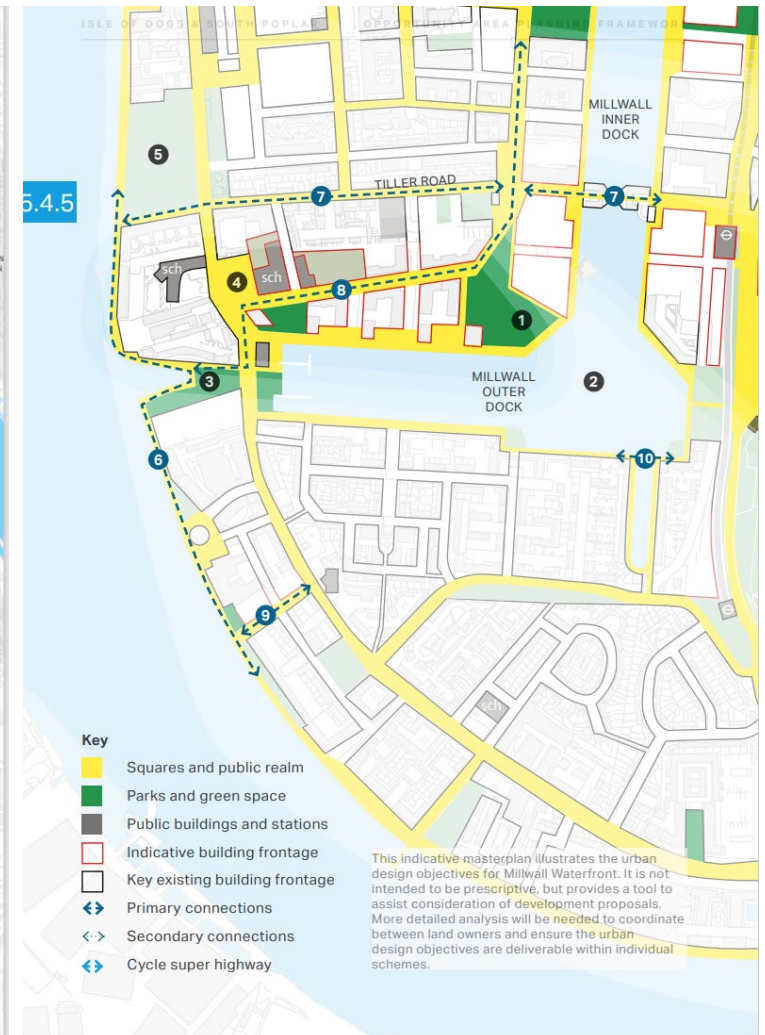 ISLE OF DOGS & SOUTH POPLAR OPPORTUNITY AREA PLANNING FRAMEWORK
MILLWALL
INNER
DOCK
5
5.4.5
TILLER ROAD
7
7
sch
4
sch
8
1
3
MILLWALL
OUTER
DOCK
2
6
10
9
sch
Key
Squares and public realm
Parks and green space
Public buildings and stations
Indicative building frontage
Key existing building frontage
Primary connections
Secondary connections
Cycle super highway
This indicative masterplan illustrates the urban
design objectives for Millwall Waterfront. It is not
intended to be prescriptive, but provides a tool to
assist consideration of development proposals.
More detailed analysis will be needed to coordinate
between land owners and ensure the urban
design objectives are deliverable within individual
schemes.